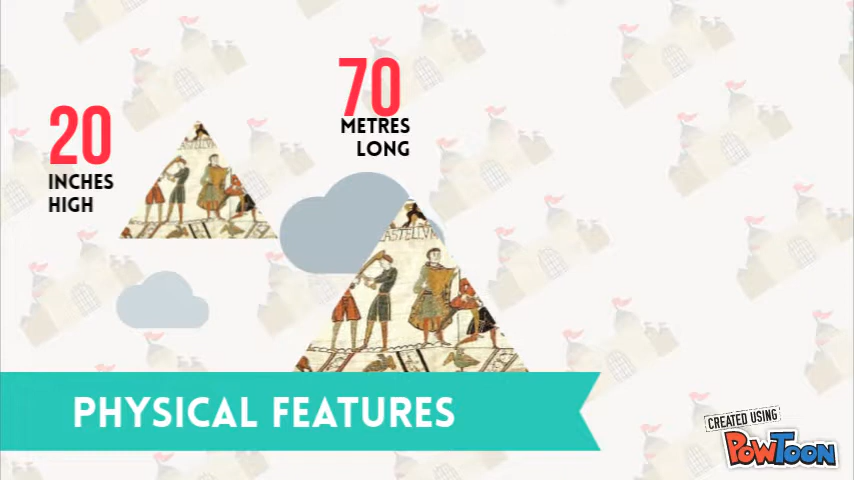 70
METRES
LONG
20
INCHES
HIGH
PHYSICAL FEATURES
CREATED USING
POWTOON